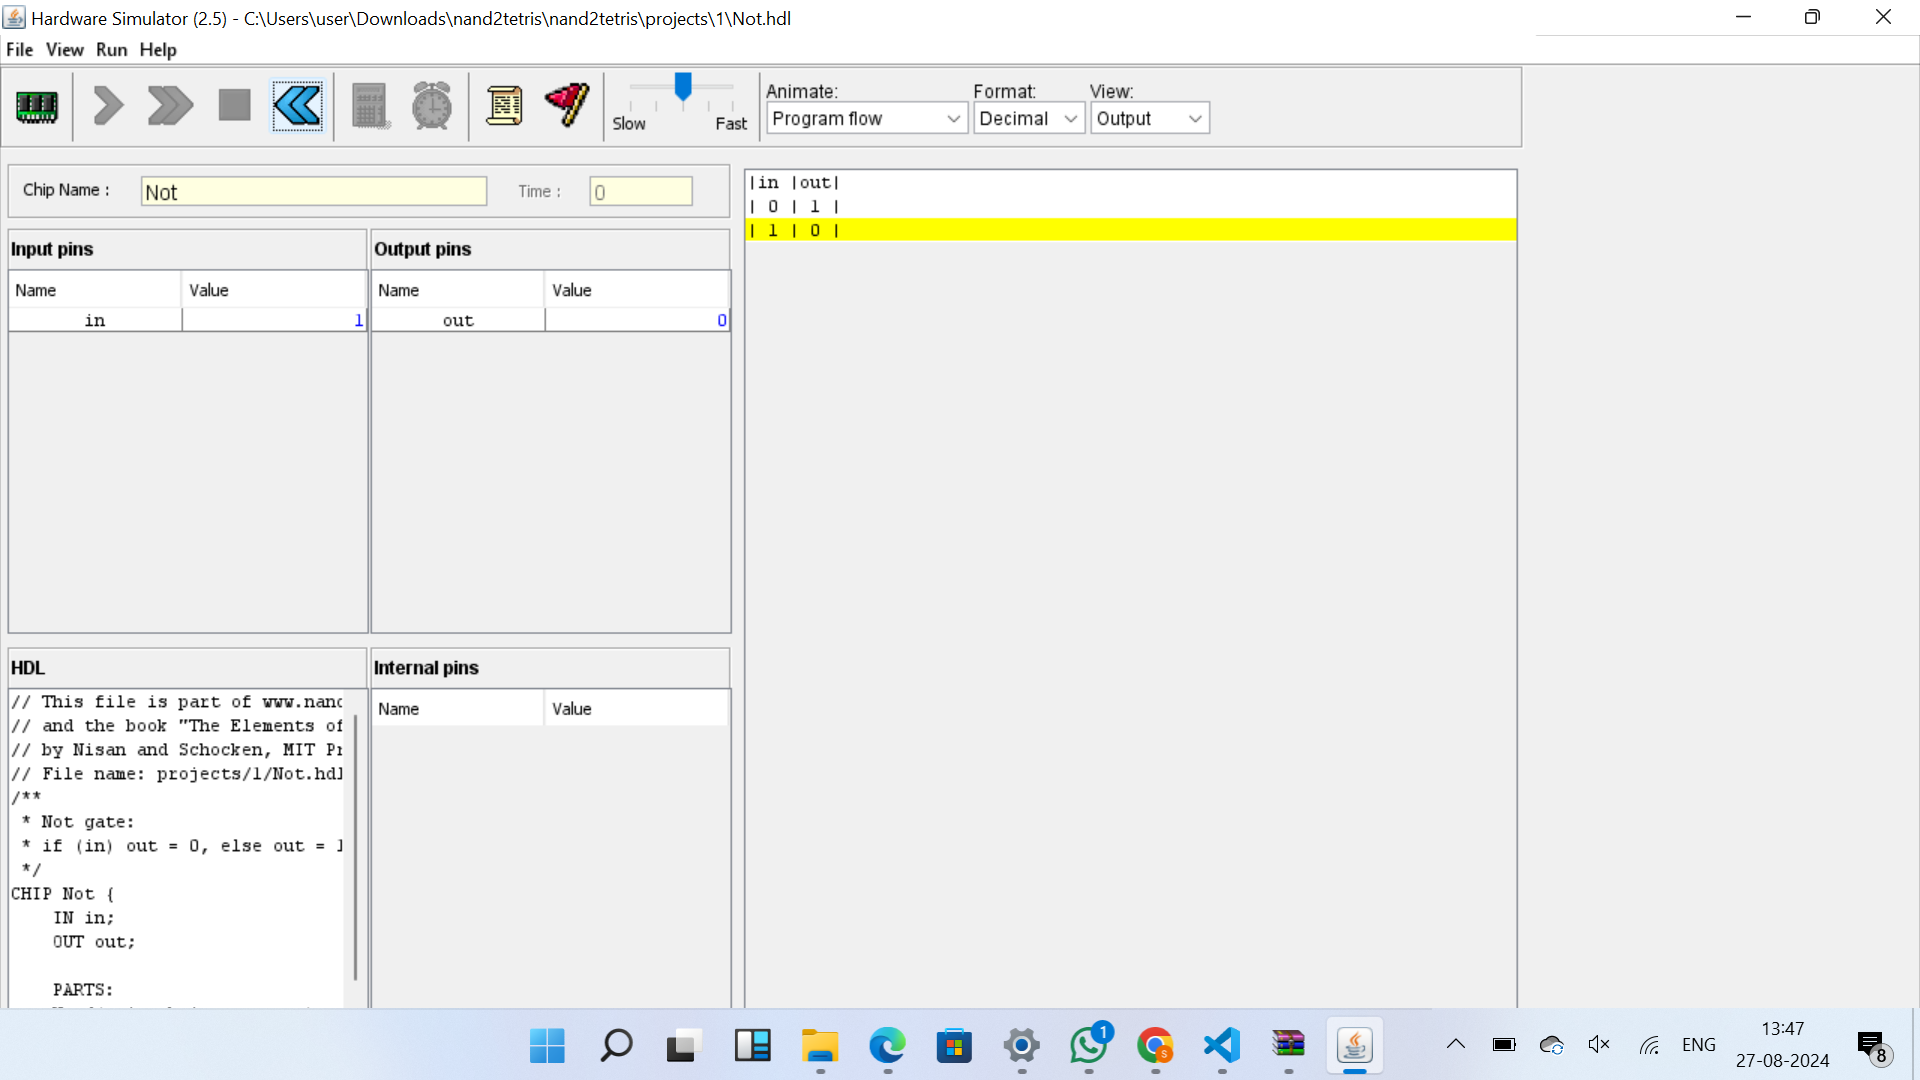 Hardware Simulator (2.5) - C:\Users\user\Downloads\nand2tetris\nand2tetris\projects\1\Not.hdl
File View Run Help
Slow Fast
Animate: Format: View:
Program flow Decimal Output
Chip Name : Not Time : 0
Input pins Output pins
Name Value Name Value
in 1 out 0
|in |out|
| 0 | 1 |
| 1 | 0 |
HDL Internal pins
Name Value
// This file is part of www.nand
// and the book "The Elements of
// by Nisan and Schocken, MIT Pr
// File name: projects/1/Not.hdl
/**
* Not gate:
* if (in) out = 0, else out = 1
*/
CHIP Not {
IN in;
OUT out;
PARTS:
1
S
ENG
13:47
27-08-2024
8